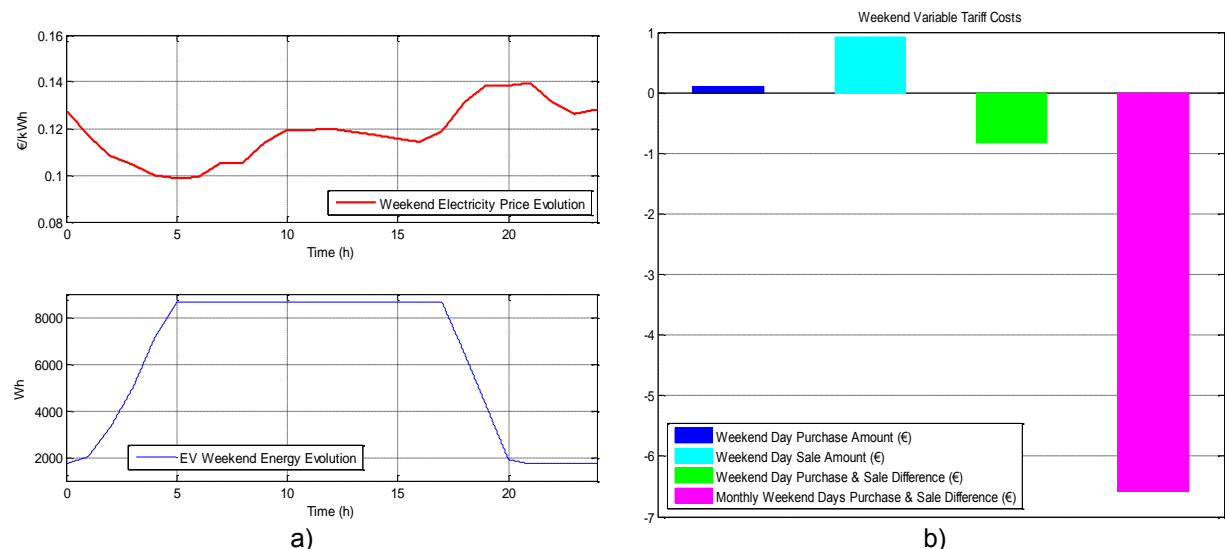 0.16
0.14
0.12
0.1
0.08
€/kWh
Weekend Electricity Price Evolution
0 5 10 15 20
Time (h)
8000
6000
4000
2000
Wh
EV Weekend Energy Evolution
0 5 10 15 20
Time (h)
a)
Weekend Variable Tariff Costs
1
0
-1
-2
-3
-4
-5
-6
-7
Weekend Day Purchase Amount (€)
Weekend Day Sale Amount (€)
Weekend Day Purchase & Sale Difference (€)
Monthly Weekend Days Purchase & Sale Difference (€)
b)